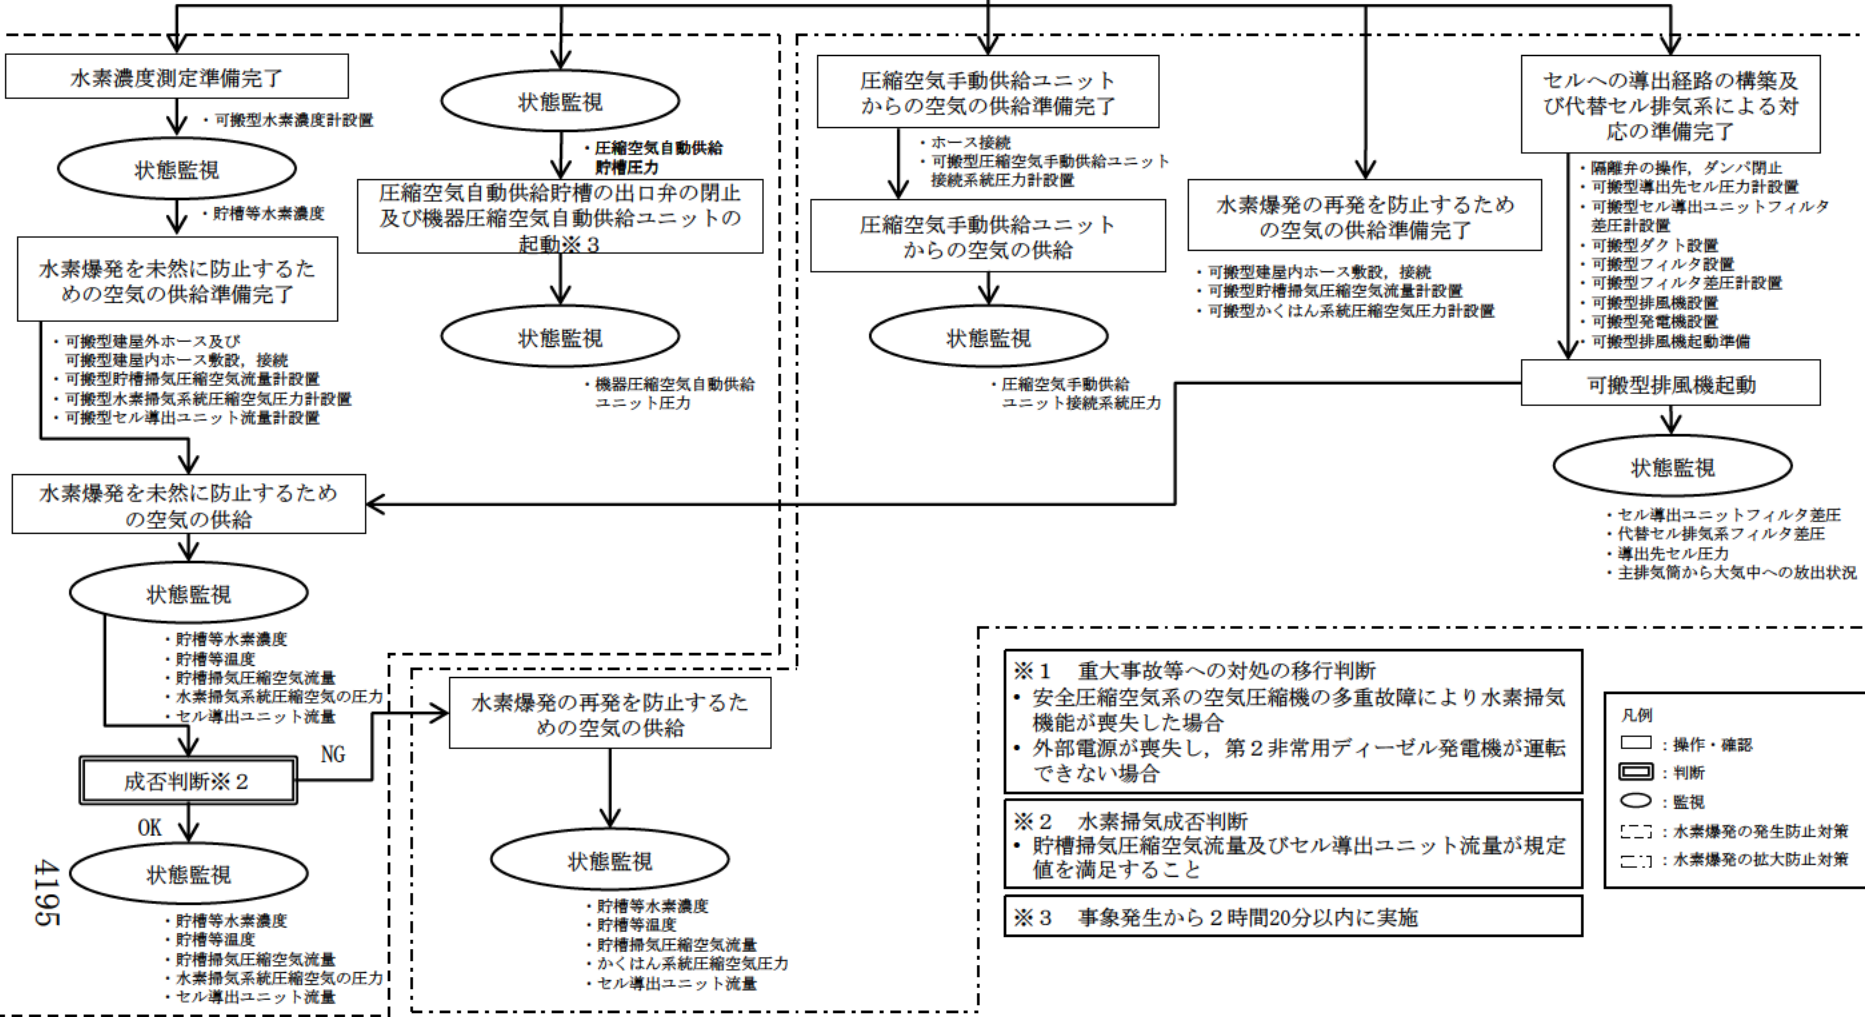 水素濃度測定準備完了
・可搬型水素濃度計設置
状態監視
・貯槽等水素濃度
水素爆発を未然に防止するた
めの空気の供給準備完了
・可搬型建屋外ホース及び
可搬型建屋内ホース敷設，接続
・可搬型貯槽掃気圧縮空気流量計設置
・可搬型水素掃気系統圧縮空気圧力計設置
・可搬型セル導出ユニット流量計設置
水素爆発を未然に防止するため
の空気の供給
状態監視
・貯槽等水素濃度
・貯槽等温度
・貯槽掃気圧縮空気流量
・水素掃気系統圧縮空気の圧力
・セル導出ユニット流量
成否判断※２
NG
OK
状態監視
・貯槽等水素濃度
・貯槽等温度
・貯槽掃気圧縮空気流量
・水素掃気系統圧縮空気の圧力
・セル導出ユニット流量
4195
状態監視
・圧縮空気自動供給
貯槽圧力
圧縮空気自動供給貯槽の出口弁の閉止
及び機器圧縮空気自動供給ユニットの
起動※３
状態監視
・機器圧縮空気自動供給
ユニット圧力
水素爆発の再発を防止するた
めの空気の供給
状態監視
・貯槽等水素濃度
・貯槽等温度
・貯槽掃気圧縮空気流量
・かくはん系統圧縮空気圧力
・セル導出ユニット流量
圧縮空気手動供給ユニット
からの空気の供給準備完了
・ホース接続
・可搬型圧縮空気手動供給ユニット
接続系統圧力計設置
圧縮空気手動供給ユニット
からの空気の供給
状態監視
・圧縮空気手動供給
ユニット接続系統圧力
水素爆発の再発を防止するため
の空気の供給準備完了
・可搬型建屋内ホース敷設，接続
・可搬型貯槽掃気圧縮空気流量計設置
・可搬型かくはん系統圧縮空気圧力計設置
セルへの導出経路の構築及
び代替セル排気系による対
応の準備完了
・隔離弁の操作，ダンパ閉止
・可搬型導出先セル圧力計設置
・可搬型セル導出ユニットフィルタ
差圧計設置
・可搬型ダクト設置
・可搬型フィルタ設置
・可搬型フィルタ差圧計設置
・可搬型排風機設置
・可搬型発電機設置
・可搬型排風機起動準備
可搬型排風機起動
状態監視
・セル導出ユニットフィルタ差圧
・代替セル排気系フィルタ差圧
・導出先セル圧力
・主排気筒から大気中への放出状況
※１　重大事故等への対処の移行判断
• 安全圧縮空気系の空気圧縮機の多重故障により水素掃気
機能が喪失した場合
• 外部電源が喪失し，第２非常用ディーゼル発電機が運転
できない場合
※２　水素掃気成否判断
• 貯槽掃気圧縮空気流量及びセル導出ユニット流量が規定
値を満足すること
※３　事象発生から２時間20分以内に実施
凡例
：操作・確認
：判断
：監視
：水素爆発の発生防止対策
：水素爆発の拡大防止対策